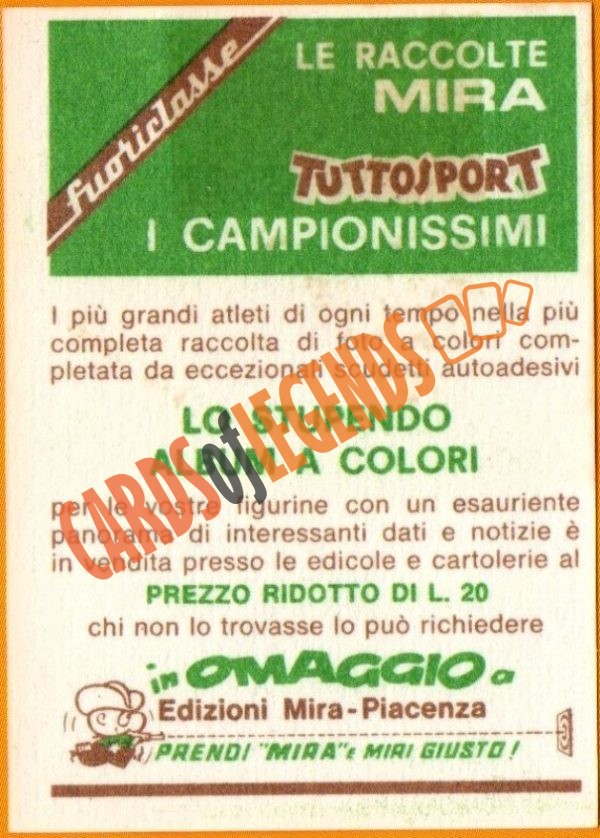 fuoriclasse
LE RACCOLTE
MIRA
TUTTOSPORT
I CAMPIONISSIMI
I più grandi atleti di ogni tempo nella più
completa raccolta di foto a colori com-
pletata da eccezionali scudetti autoadesivi
LO STUPENDO
ALBUM A COLORI
per le vostre figurine con un esauriente
panorama di interessanti dati e notizie è
in vendita presso le edicole e cartolerie al
PREZZO RIDOTTO DI L. 20
chi non lo trovasse lo può richiedere
in OMAGGIO a
Edizioni Mira-Piacenza
PRENDI "MIRA" E MIRI GIUSTO!
CARDS of LEGENDS